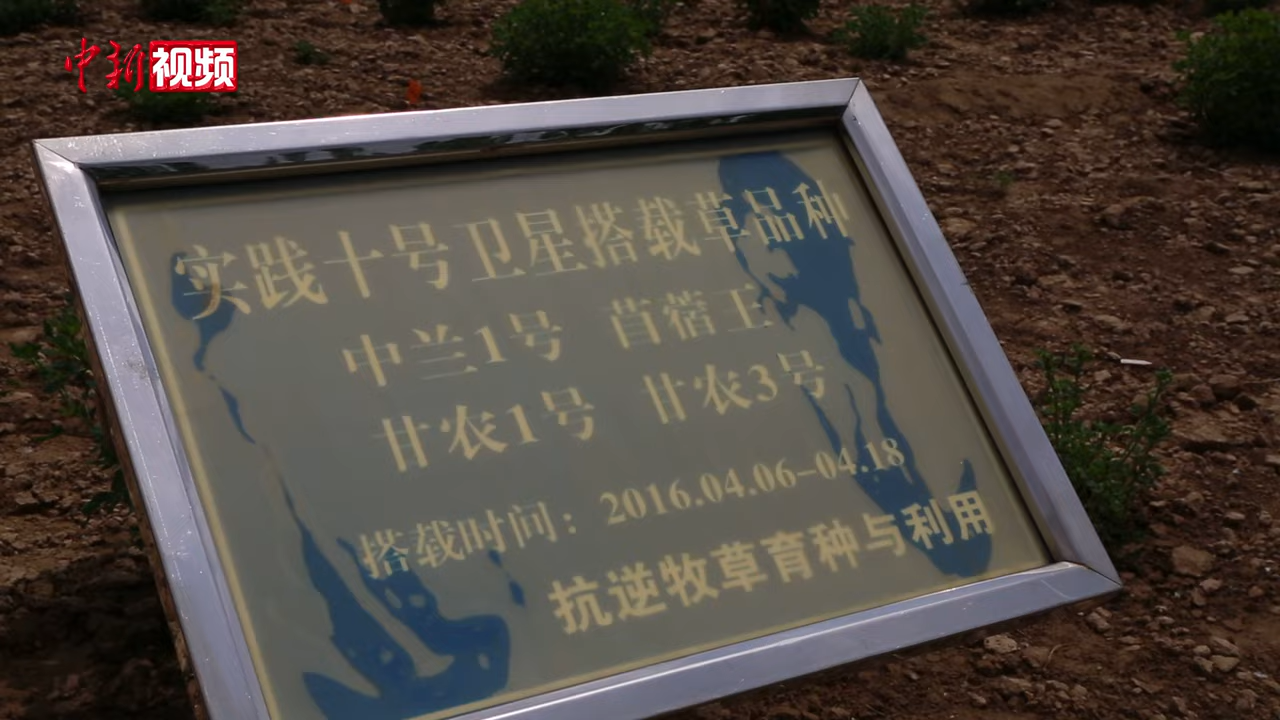 中新视频
实践十号卫星搭载草品种
中兰1号 苜蓿王
甘农1号 甘农3号
搭载时间：2016.04.06-04.18
抗逆牧草育种与利用